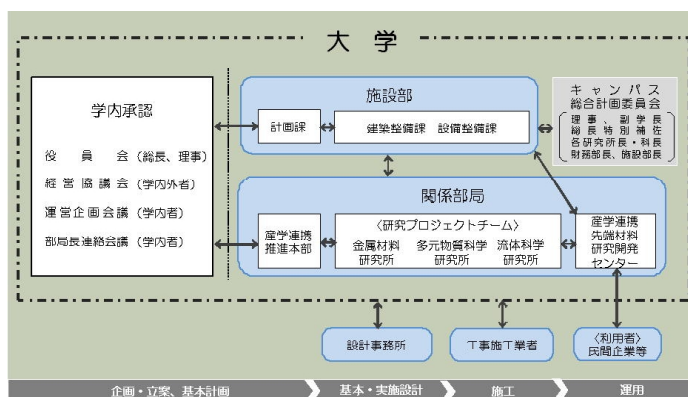 大 学
学内承認
役 員 会 (総長、理事)
経 営 協 議 会 (学内外者)
運営企画会議 (学内者)
部局長連絡会議 (学内者)
施設部
計画課
建築整備課 設備整備課
キャンパス
総合計画委員会
理事、副学長
総長特別補佐
各研究所長・科長
財務部長、施設部長
関係部局
産学連携
推進本部
〈研究プロジェクトチーム〉
金属材料 多元物質科学 流体科学
研究所 研究所 研究所
産学連携
先端材料
研究開発
センター
設計事務所
工事施工業者
〈利用者〉
民間企業等
企画・立案、基本計画
基本・実施設計
施工
運用